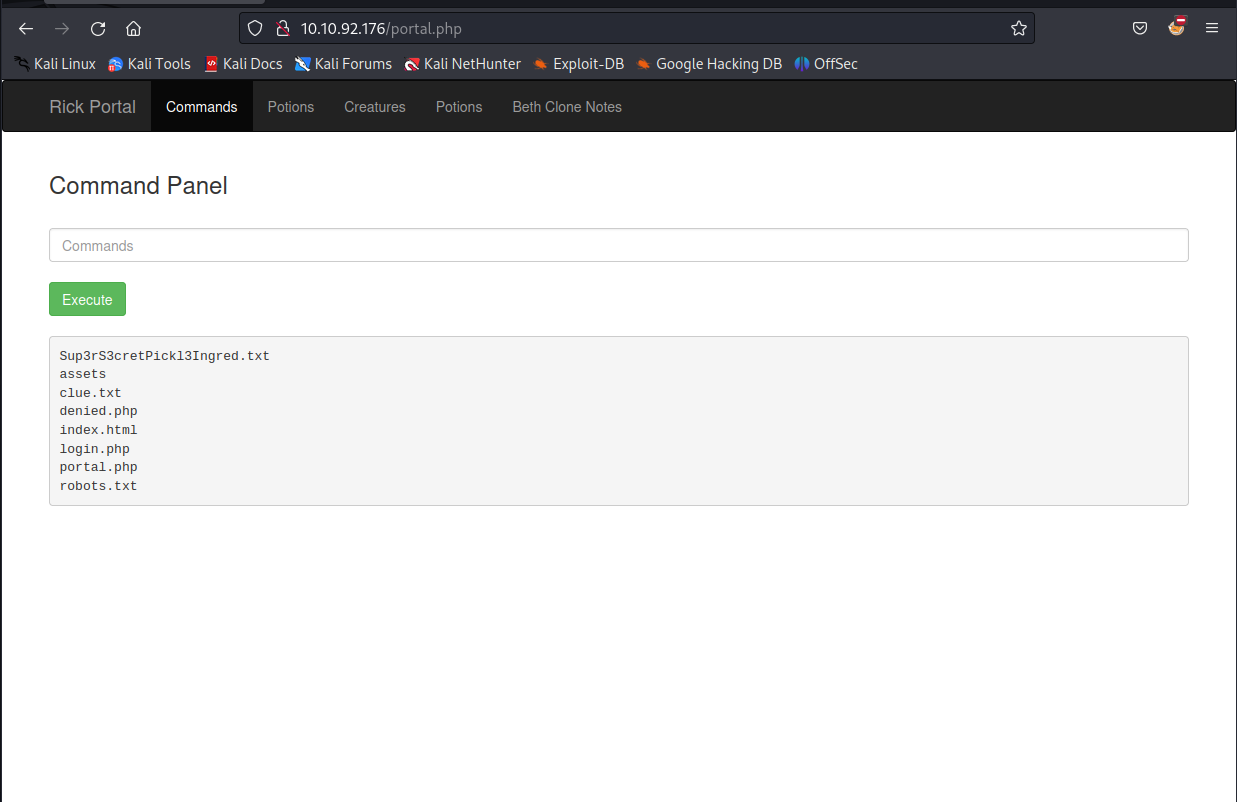 10.10.92.176/portal.php
Kali Linux Kali Tools Kali Docs Kali Forums Kali NetHunter Exploit-DB Google Hacking DB OffSec
Rick Portal Commands Potions Creatures Potions Beth Clone Notes
Command Panel
Commands
Execute
Sup3rS3cretPickl3Ingred.txt
assets
clue.txt
denied.php
index.html
login.php
portal.php
robots.txt